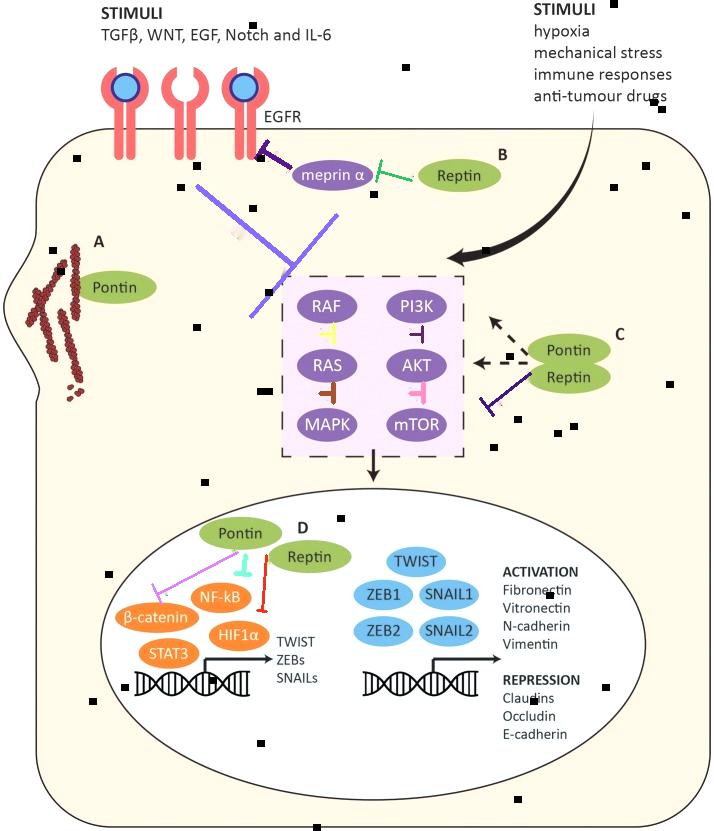 STIMULI
TGFβ, WNT, EGF, Notch and IL-6
STIMULI
hypoxia
mechanical stress
immune responses
anti-tumour drugs
EGFR
meprin α
Reptin
B
A
Pontin
RAF
PI3K
RAS
AKT
MAPK
mTOR
Pontin
Reptin
C
Pontin
D
Reptin
NF-kB
β-catenin
HIF1α
STAT3
TWIST
ZEBs
SNAILs
TWIST
ZEB1
SNAIL1
ZEB2
SNAIL2
ACTIVATION
Fibronectin
Vitronectin
N-cadherin
Vimentin
REPRESSION
Claudins
Occludin
E-cadherin